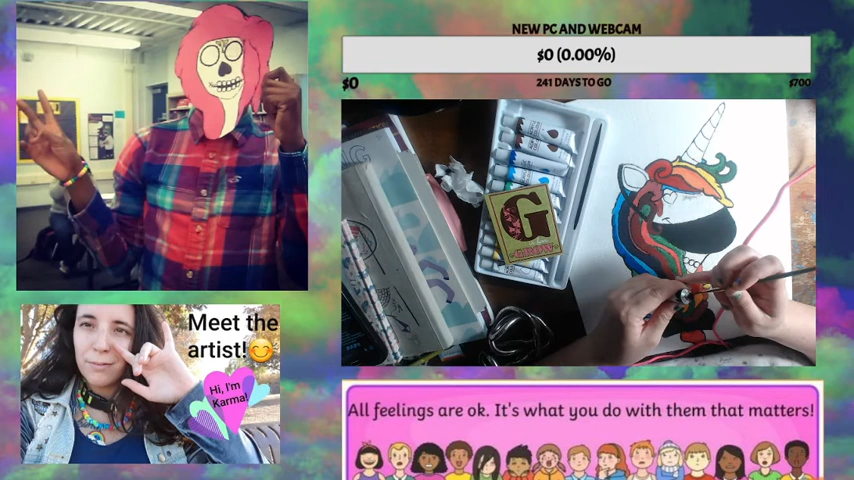 NEW PC AND WEBCAM
$0 (0.00%)
$0
241 DAYS TO GO
$700
G
GROW
Meet the
artist!
Hi, I'm
Karma!
All feelings are ok. It's what you do with them that matters!